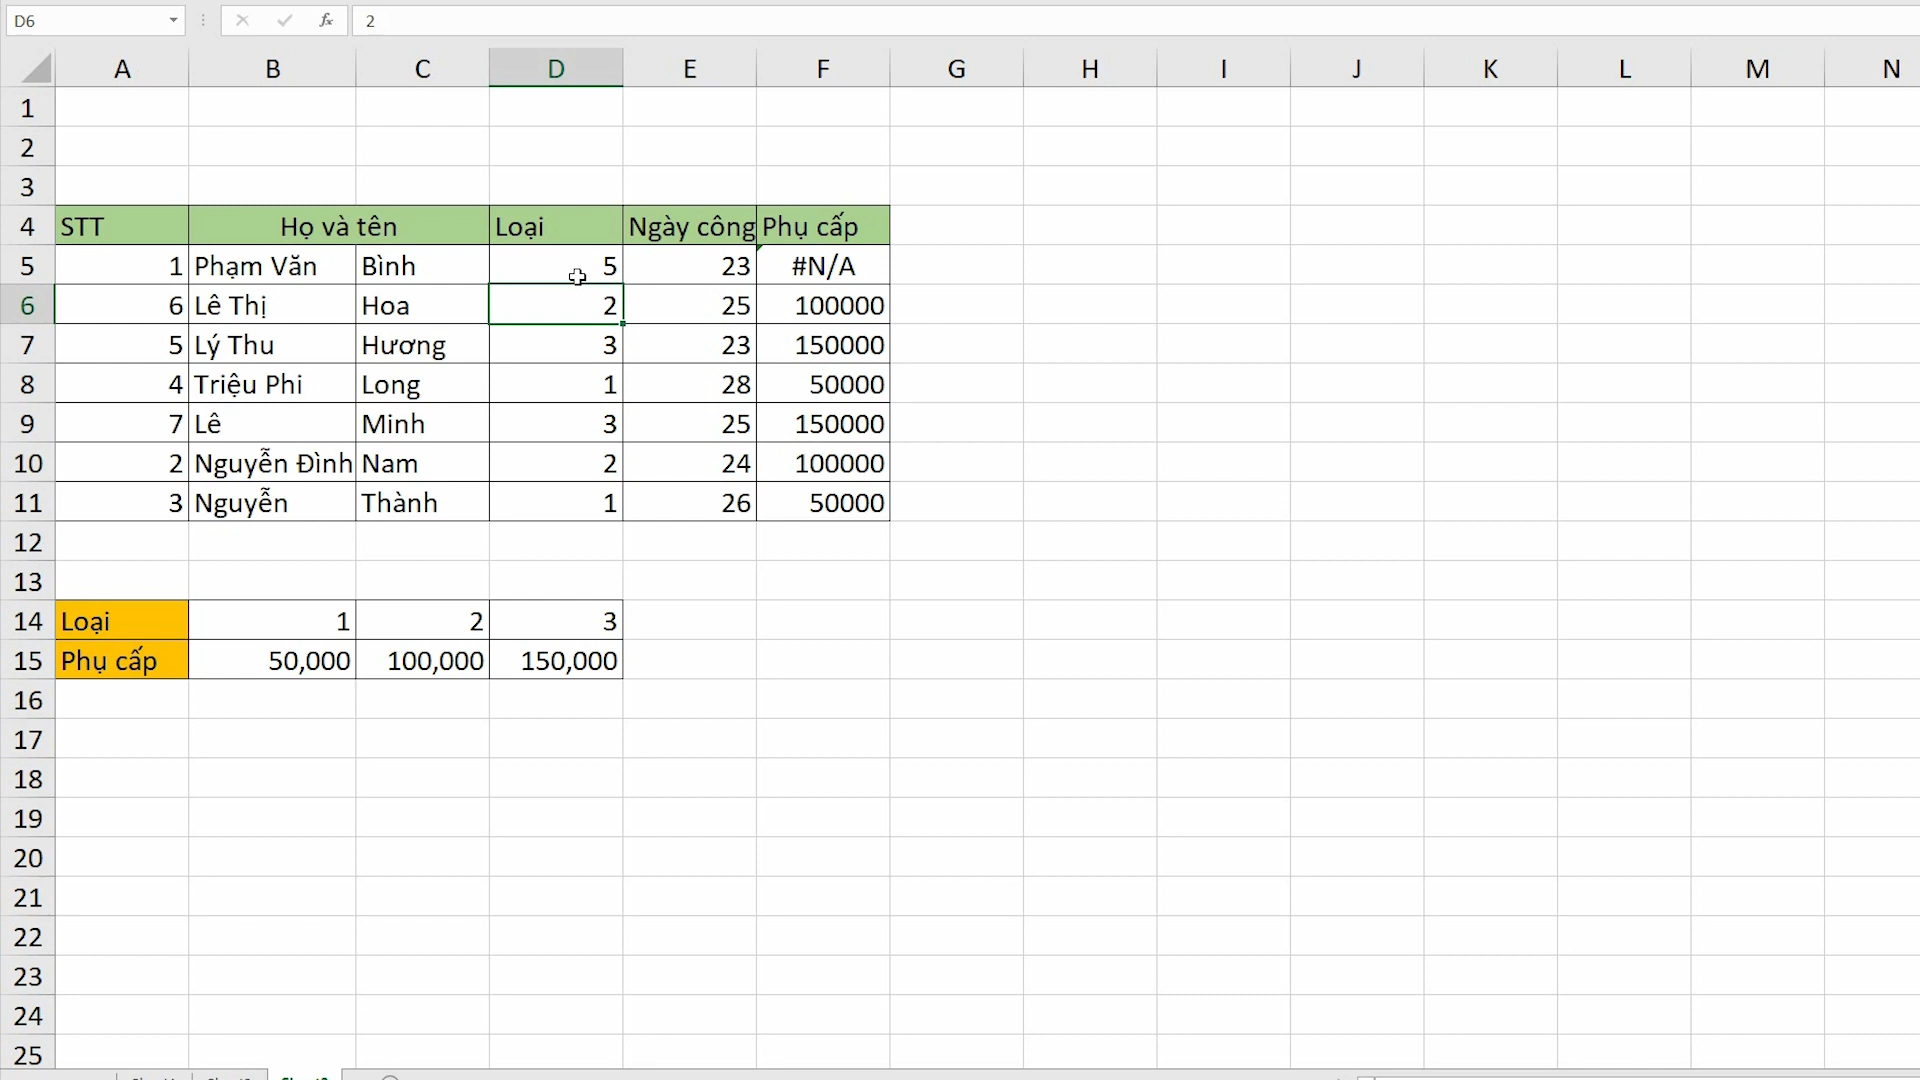 D6 fx 2
A B C D E F G H I J K L M N
1
2
3
4 STT Họ và tên Loại Ngày công Phụ cấp
5 1 Phạm Văn Bình 5 23 #N/A
6 6 Lê Thị Hoa 2 25 100000
7 5 Lý Thu Hương 3 23 150000
8 4 Triệu Phi Long 1 28 50000
9 7 Lê Minh 3 25 150000
10 2 Nguyễn Đình Nam 2 24 100000
11 3 Nguyễn Thành 1 26 50000
12
13
14 Loại 1 2 3
15 Phụ cấp 50,000 100,000 150,000
16
17
18
19
20
21
22
23
24
25